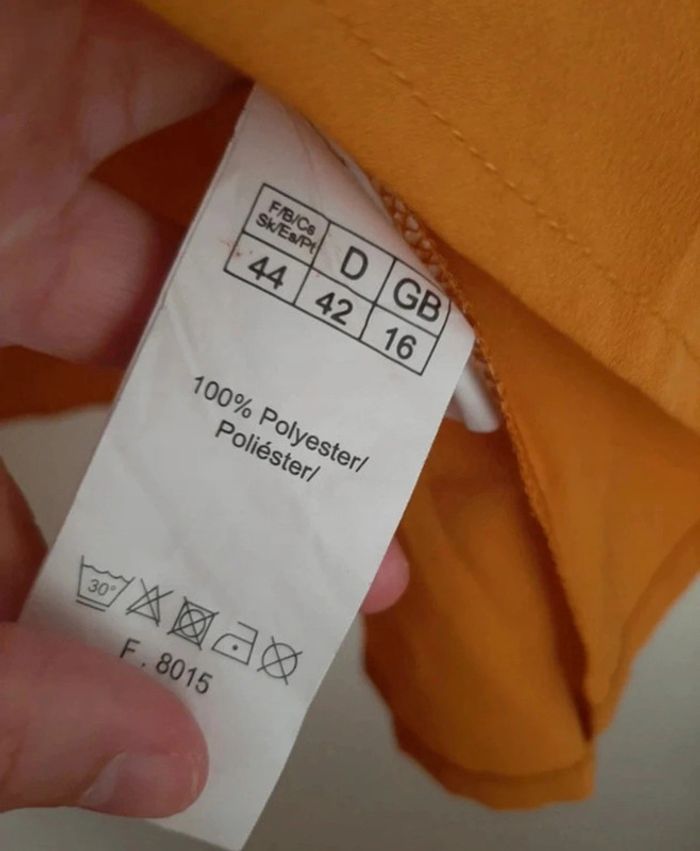 F/B/Cs D GB
Sk/Es/Pt
44 42 16
100% Polyester/
Poliéster/
30°
F. 8015